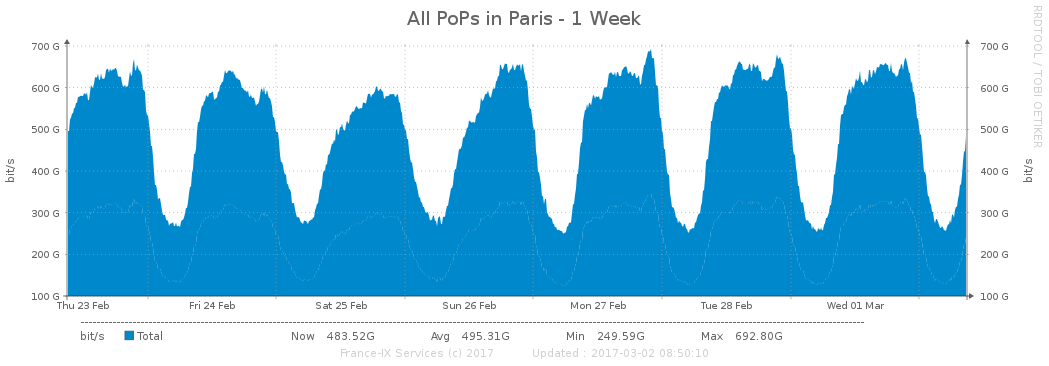 All PoPs in Paris - 1 Week
RRDTOOL / TOBI OETIKER
bit/s
700 G
600 G
500 G
400 G
300 G
200 G
100 G
700 G
600 G
500 G
400 G
300 G
200 G
100 G
bit/s
Thu 23 Feb Fri 24 Feb Sat 25 Feb Sun 26 Feb Mon 27 Feb Tue 28 Feb Wed 01 Mar
bit/s Total Now 483.52G Avg 495.31G Min 249.59G Max 692.80G
France-IX Services (c) 2017 Updated : 2017-03-02 08:50:10